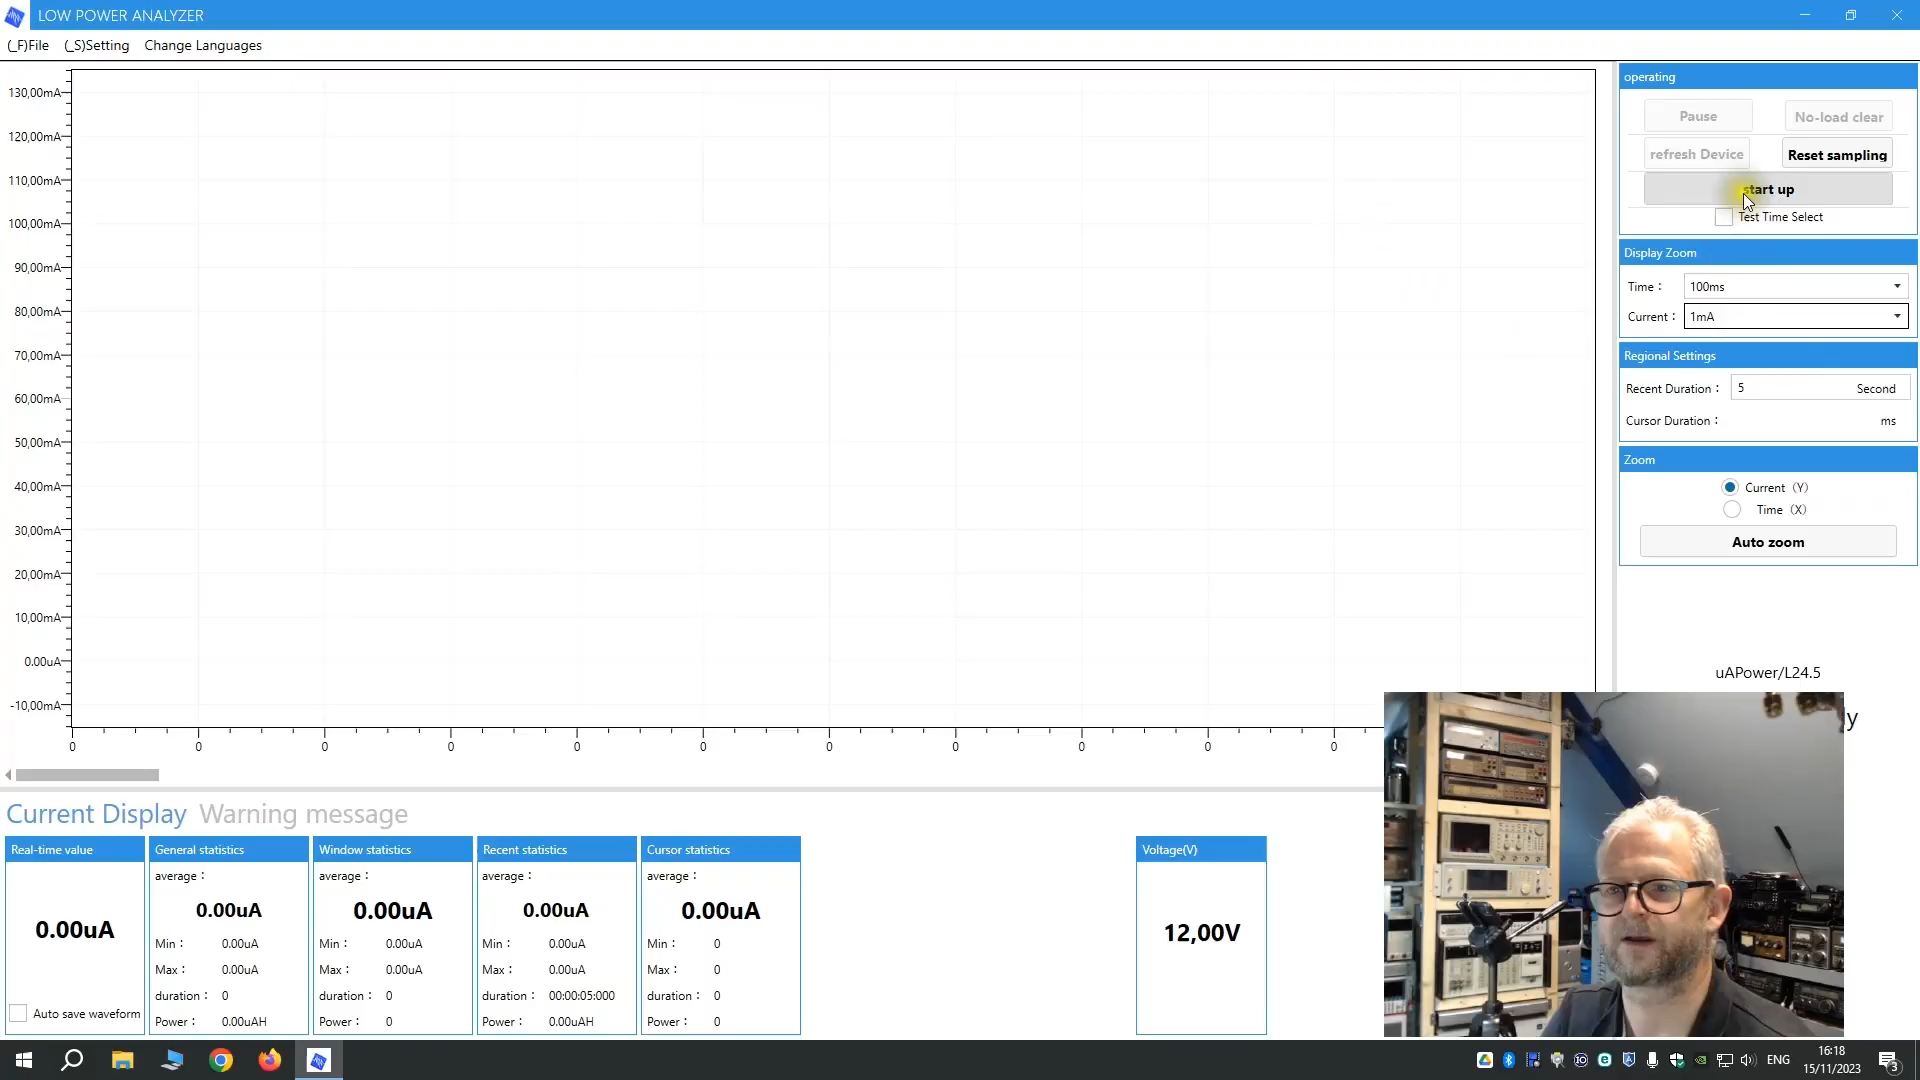 LOW POWER ANALYZER
(_F)File (_S)Setting Change Languages
130,00mA
120,00mA
110,00mA
100,00mA
90,00mA
80,00mA
70,00mA
60,00mA
50,00mA
40,00mA
30,00mA
20,00mA
10,00mA
0.00uA
-10,00mA
0 0 0 0 0 0 0 0 0 0 0
operating
Pause No-load clear
refresh Device Reset sampling
start up
Test Time Select
Display Zoom
Time : 100ms
Current : 1mA
Regional Settings
Recent Duration : 5 Second
Cursor Duration : ms
Zoom
Current (Y)
Time (X)
Auto zoom
uAPower/L24.5
Current Display Warning message
Real-time value
0.00uA
Auto save waveform
General statistics
average :
0.00uA
Min : 0.00uA
Max : 0.00uA
duration : 0
Power : 0.00uAH
Window statistics
average :
0.00uA
Min : 0.00uA
Max : 0.00uA
duration : 0
Power : 0
Recent statistics
average :
0.00uA
Min : 0.00uA
Max : 0.00uA
duration : 00:00:05:000
Power : 0.00uAH
Cursor statistics
average :
0.00uA
Min : 0
Max : 0
duration : 0
Power : 0
Voltage(V)
12,00V
ENG
16:18
15/11/2023
3